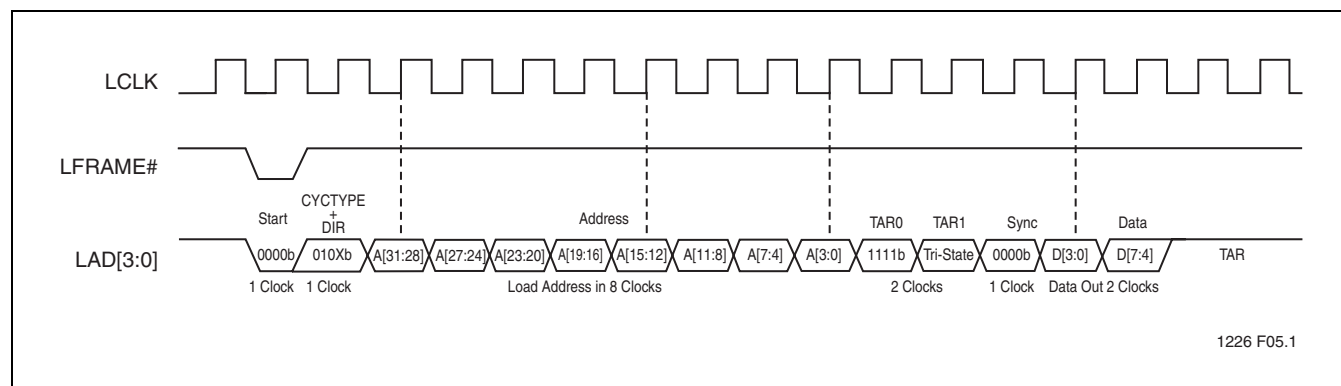 LCLK
LFRAME#
CYCTYPE
+
DIR
Start
Address
TAR0
TAR1
Sync
Data
LAD[3:0]
0000b
010Xb
A[31:28]
A[27:24]
A[23:20]
A[19:16]
A[15:12]
A[11:8]
A[7:4]
A[3:0]
1111b
Tri-State
0000b
D[3:0]
D[7:4]
TAR
1 Clock
1 Clock
Load Address in 8 Clocks
2 Clocks
1 Clock
Data Out 2 Clocks
1226 F05.1